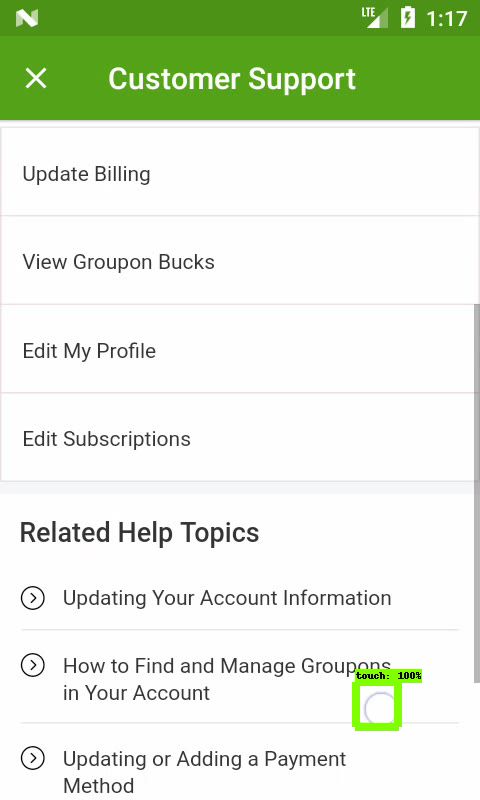 LTE 1:17
Customer Support
Update Billing
View Groupon Bucks
Edit My Profile
Edit Subscriptions
Related Help Topics
Updating Your Account Information
How to Find and Manage Groupons
touch: 100%
in Your Account
Updating or Adding a Payment
Method